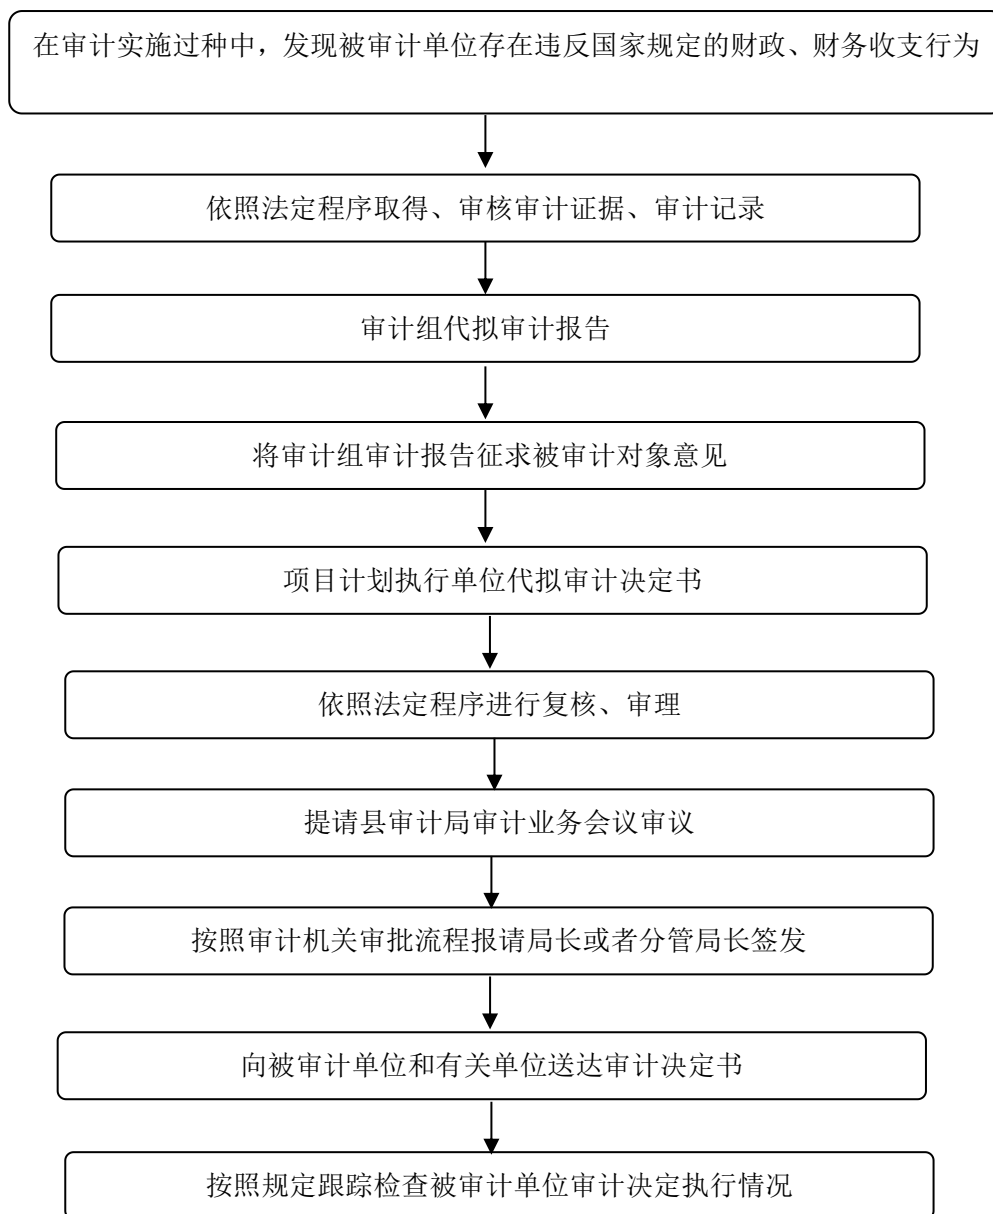 在审计实施过种中，发现被审计单位存在违反国家规定的财政、财务收支行为
依照法定程序取得、审核审计证据、审计记录
审计组代拟审计报告
将审计组审计报告征求被审计对象意见
项目计划执行单位代拟审计决定书
依照法定程序进行复核、审理
提请县审计局审计业务会议审议
按照审计机关审批流程报请局长或者分管局长签发
向被审计单位和有关单位送达审计决定书
按照规定跟踪检查被审计单位审计决定执行情况